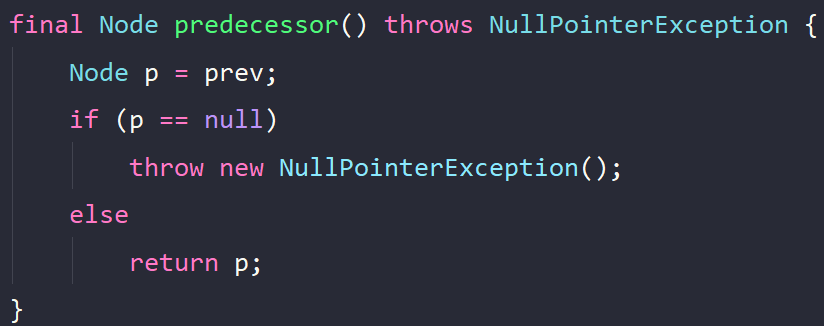 final Node predecessor() throws NullPointerException {
    Node p = prev;
    if (p == null)
        throw new NullPointerException();
    else
        return p;
}